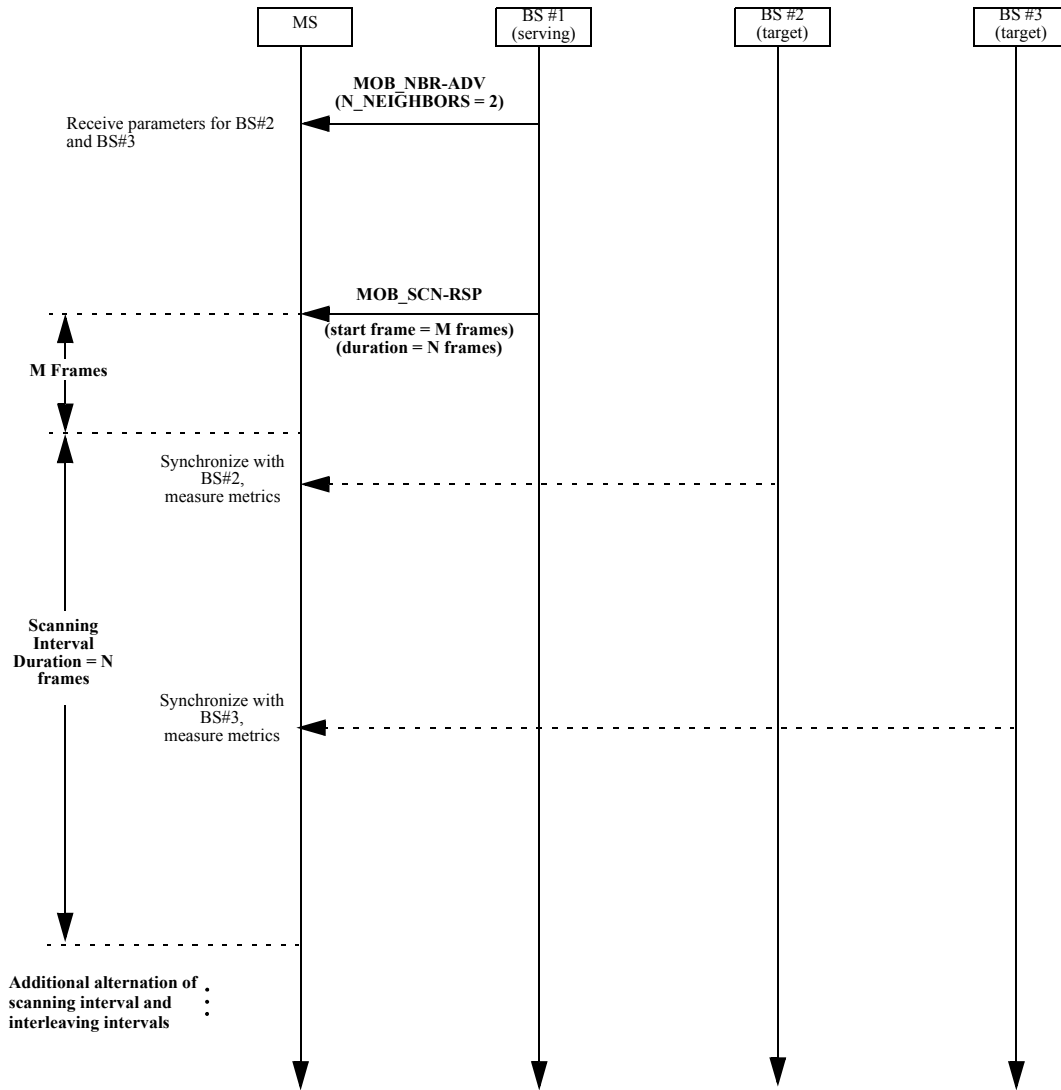 MS
BS #1
(serving)
BS #2
(target)
BS #3
(target)
MOB_NBR-ADV
(N_NEIGHBORS = 2)
Receive parameters for BS#2
and BS#3
MOB_SCN-RSP
(start frame = M frames)
(duration = N frames)
M Frames
Synchronize with
BS#2,
measure metrics
Scanning
Interval
Duration = N
frames
Synchronize with
BS#3,
measure metrics
Additional alternation of
scanning interval and
interleaving intervals